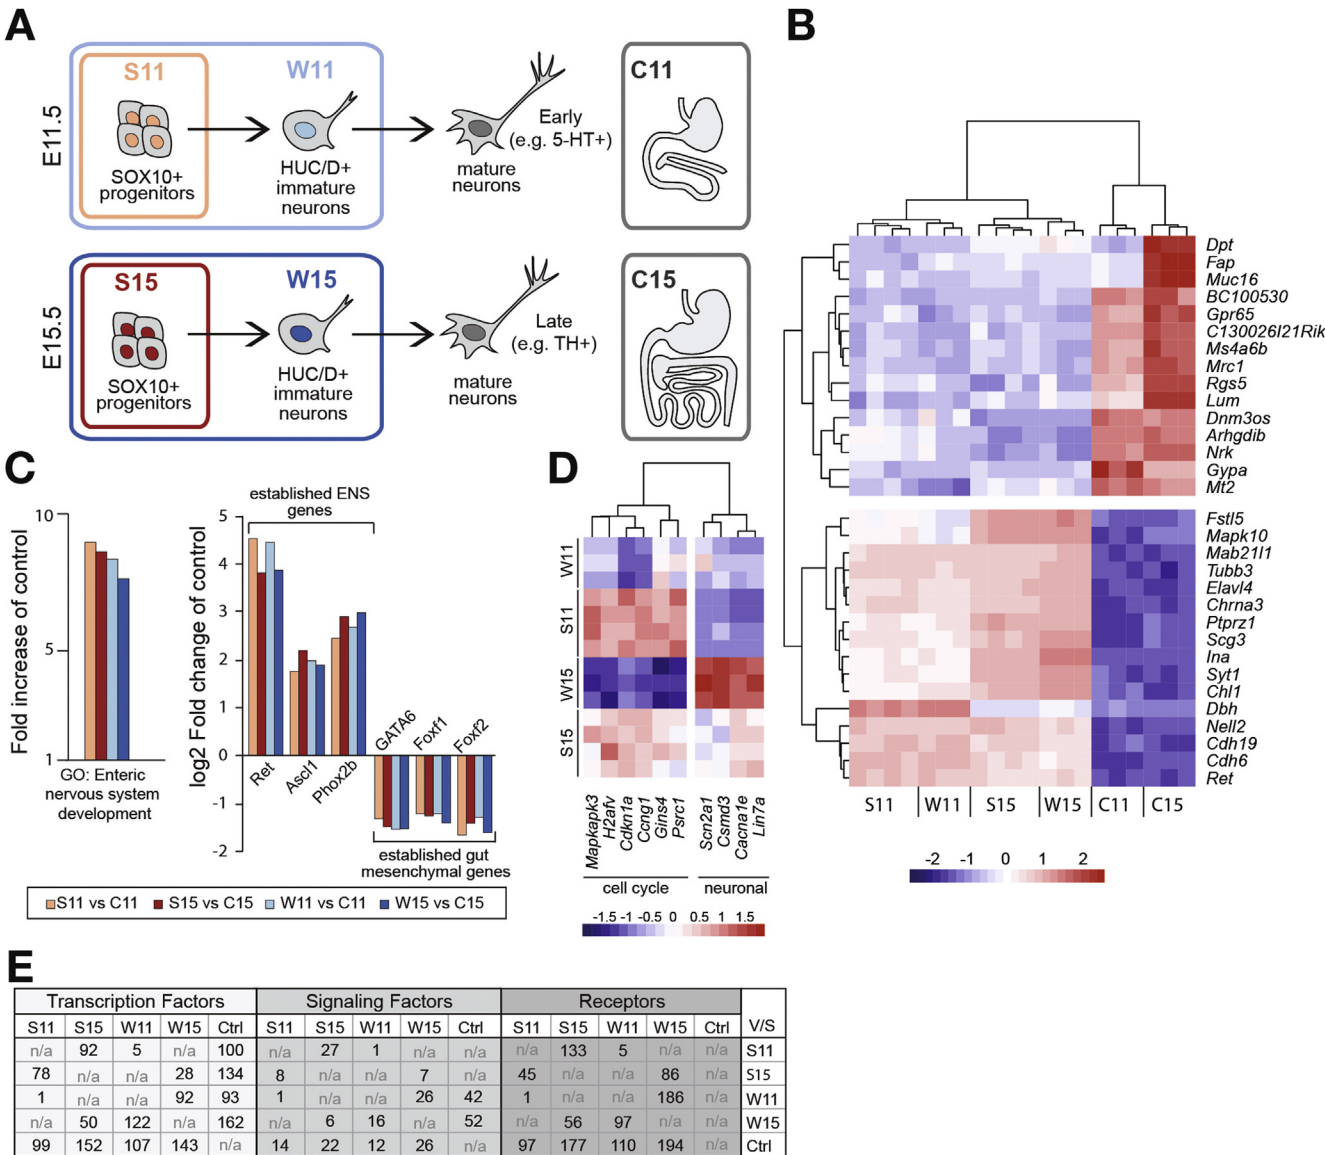 A
E11.5
S11
SOX10+
progenitors
W11
HUC/D+
immature
neurons
mature
neurons
Early
(e.g. 5-HT+)
C11
E15.5
S15
SOX10+
progenitors
W15
HUC/D+
immature
neurons
mature
neurons
Late
(e.g. TH+)
C15
B
Dpt
Fap
Muc16
BC100530
Gpr65
C130026I21Rik
Ms4a6b
Mrc1
Rgs5
Lum
Dnm3os
Arhgdib
Nrk
Gypa
Mt2
Fstl5
Mapk10
Mab21l1
Tubb3
Elavl4
Chrna3
Ptprz1
Scg3
Ina
Syt1
Chl1
Dbh
Nell2
Cdh19
Cdh6
Ret
S11 W11 S15 W15 C11 C15
-2 -1 0 1 2
C
Fold increase of control
10
5
1
GO: Enteric
nervous system
development
log2 Fold change of control
5
4
3
2
1
0
-1
-2
established ENS
genes
Ret
Ascl1
Phox2b
GATA6
Foxf1
Foxf2
established gut
mesenchymal genes
S11 vs C11 S15 vs C15 W11 vs C11 W15 vs C15
D
W11
S11
W15
S15
Mapkapk3
H2afv
Cdkn1a
Ccng1
Gins4
Psrc1
Scn2a1
Csmd3
Cacna1e
Lin7a
cell cycle neuronal
-1.5 -1 -0.5 0 0.5 1 1.5
E
Transcription Factors Signaling Factors Receptors
S11 S15 W11 W15 Ctrl S11 S15 W11 W15 Ctrl S11 S15 W11 W15 Ctrl V/S
n/a 92 5 n/a 100 n/a 27 1 n/a n/a n/a 133 5 n/a n/a S11
78 n/a n/a 28 134 8 n/a n/a 7 n/a 45 n/a n/a 86 n/a S15
1 n/a n/a 92 93 1 n/a n/a 26 42 1 n/a n/a 186 n/a W11
n/a 50 122 n/a 162 n/a 6 16 n/a 52 n/a 56 97 n/a n/a W15
99 152 107 143 n/a 14 22 12 26 n/a 97 177 110 194 n/a Ctrl